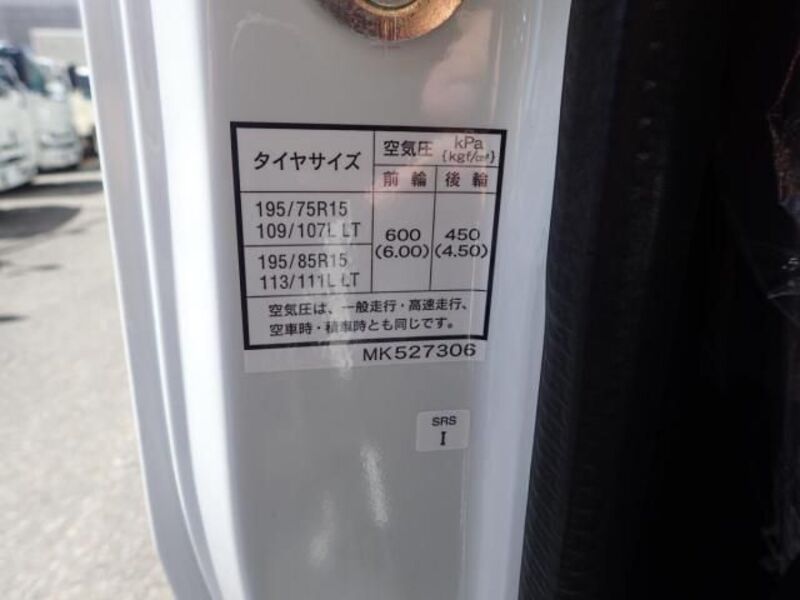 タイヤサイズ
空気圧 kPa {kgf/cm²}
前輪 後輪
195/75R15
109/107L LT
195/85R15
113/111L LT
600 (6.00)
450 (4.50)
空気圧は、一般走行・高速走行、
空車時・積車時とも同じです。
MK527306
SRS
I